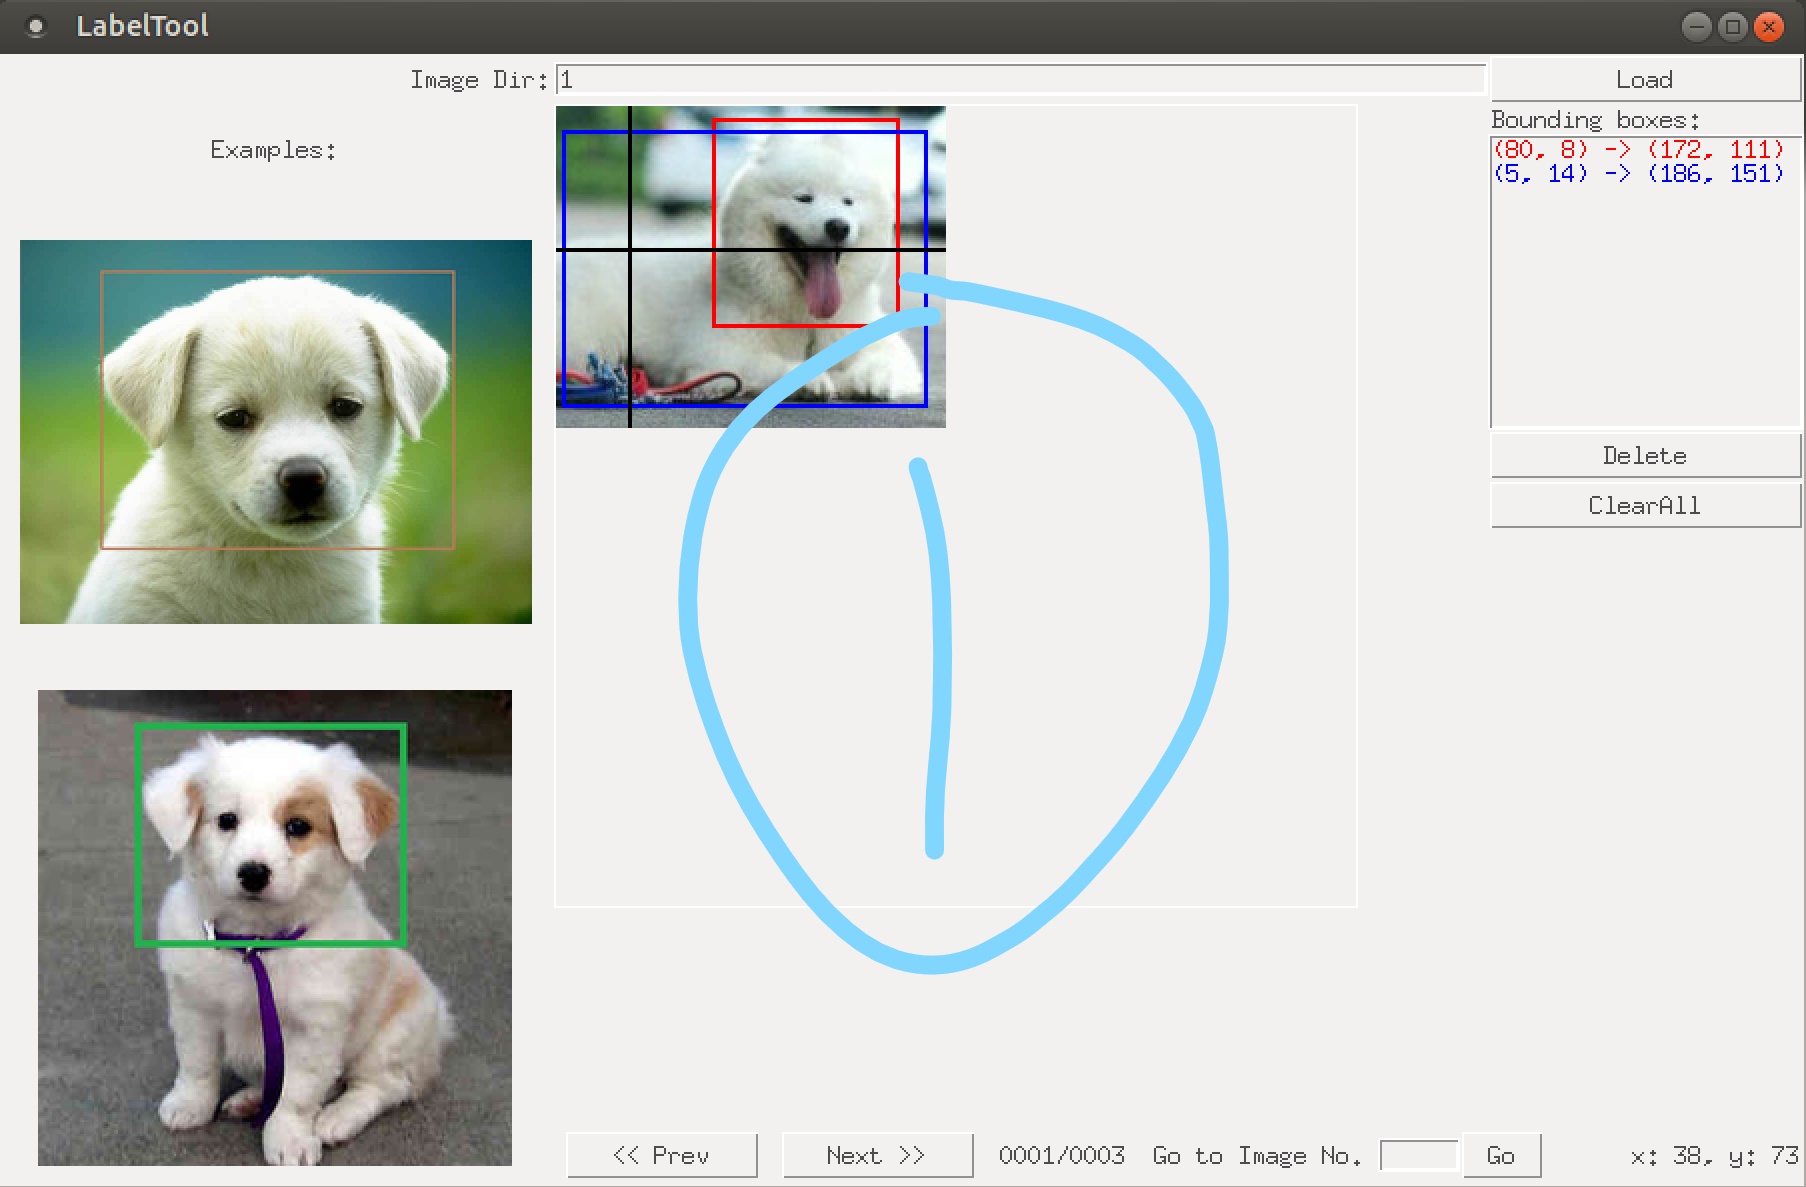 LabelTool
Image Dir: 1
Load
Examples:
Bounding boxes:
(80, 8) -> (172, 111)
(5, 14) -> (186, 151)
Delete
ClearAll
<< Prev
Next >>
0001/0003
Go to Image No.
Go
x: 38, y: 73